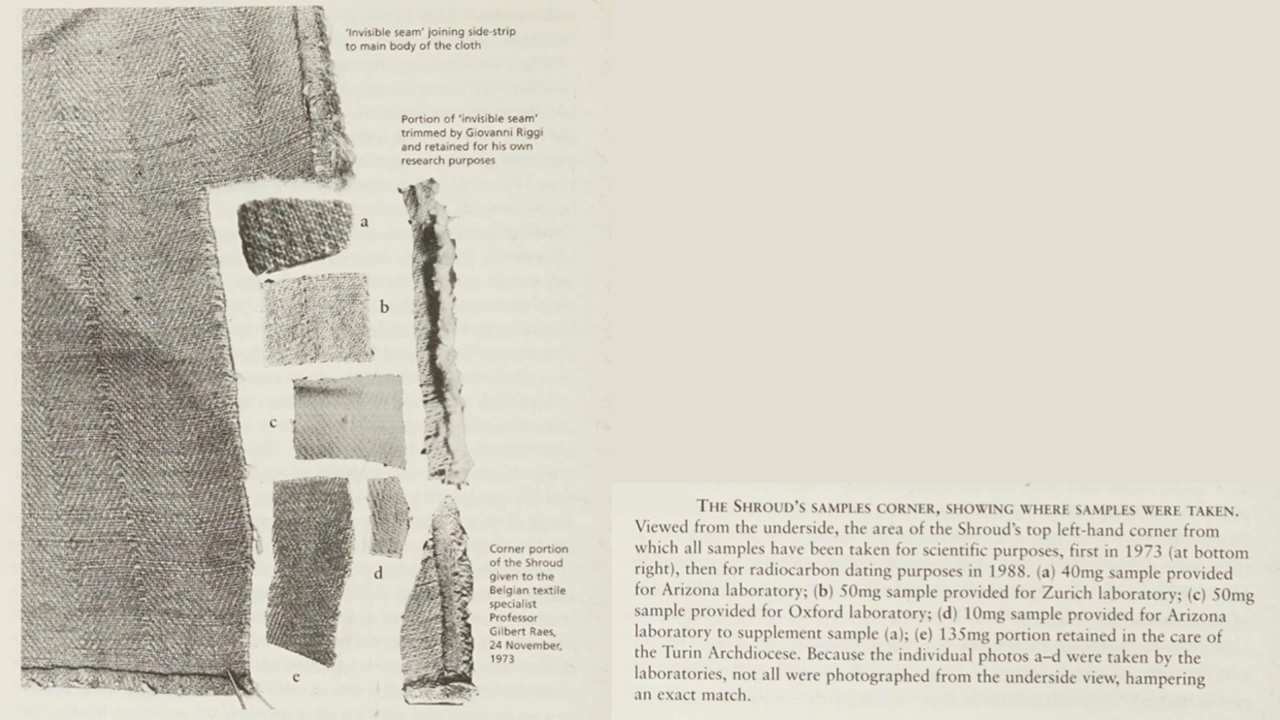 'Invisible seam' joining side-strip
to main body of the cloth
Portion of 'invisible seam'
trimmed by Giovanni Riggi
and retained for his own
research purposes
a
b
c
d
e
Corner portion
of the Shroud
given to the
Belgian textile
specialist
Professor
Gilbert Raes,
24 November,
1973
THE SHROUD'S SAMPLES CORNER, SHOWING WHERE SAMPLES WERE TAKEN.
Viewed from the underside, the area of the Shroud's top left-hand corner from
which all samples have been taken for scientific purposes, first in 1973 (at bottom
right), then for radiocarbon dating purposes in 1988. (a) 40mg sample provided
for Arizona laboratory; (b) 50mg sample provided for Zurich laboratory; (c) 50mg
sample provided for Oxford laboratory; (d) 10mg sample provided for Arizona
laboratory to supplement sample (a); (e) 135mg portion retained in the care of
the Turin Archdiocese. Because the individual photos a–d were taken by the
laboratories, not all were photographed from the underside view, hampering
an exact match.